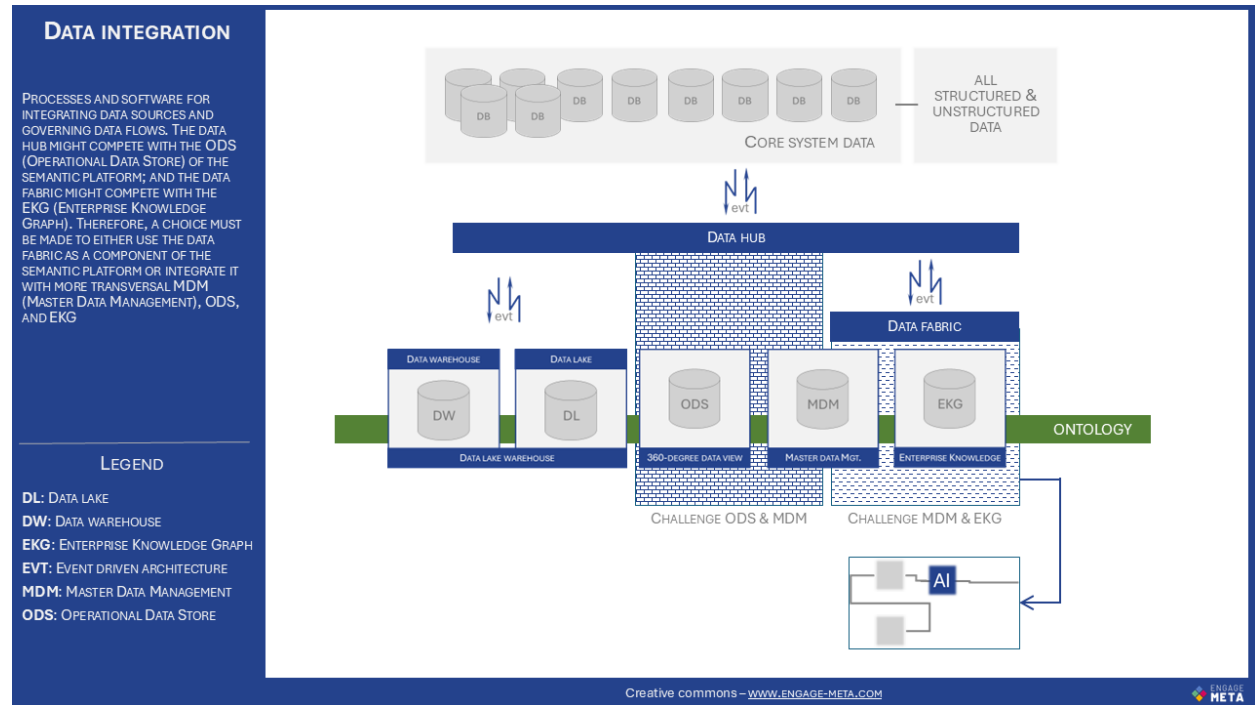 DATA INTEGRATION
PROCESSES AND SOFTWARE FOR
INTEGRATING DATA SOURCES AND
GOVERNING DATA FLOWS. THE DATA
HUB MIGHT COMPETE WITH THE ODS
(OPERATIONAL DATA STORE) OF THE
SEMANTIC PLATFORM; AND THE DATA
FABRIC MIGHT COMPETE WITH THE
EKG (ENTERPRISE KNOWLEDGE
GRAPH). THEREFORE, A CHOICE MUST
BE MADE TO EITHER USE THE DATA
FABRIC AS A COMPONENT OF THE
SEMANTIC PLATFORM OR INTEGRATE IT
WITH MORE TRANSVERSAL MDM
(MASTER DATA MANAGEMENT), ODS,
AND EKG
LEGEND
DL: DATA LAKE
DW: DATA WAREHOUSE
EKG: ENTERPRISE KNOWLEDGE GRAPH
EVT: EVENT DRIVEN ARCHITECTURE
MDM: MASTER DATA MANAGEMENT
ODS: OPERATIONAL DATA STORE
DB DB DB DB DB DB
DB DB
CORE SYSTEM DATA
ALL
STRUCTURED &
UNSTRUCTURED
DATA
evt
DATA HUB
evt
evt
DATA FABRIC
DATA WAREHOUSE
DATA LAKE
DW
DL
ODS
MDM
EKG
ONTOLOGY
DATA LAKE WAREHOUSE
360-DEGREE DATA VIEW
MASTER DATA MGT.
ENTERPRISE KNOWLEDGE
CHALLENGE ODS & MDM
CHALLENGE MDM & EKG
AI
Creative commons – WWW.ENGAGE-META.COM
ENGAGE
META